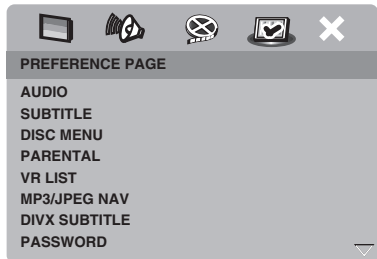 PREFERENCE PAGE
AUDIO
SUBTITLE
DISC MENU
PARENTAL
VR LIST
MP3/JPEG NAV
DIVX SUBTITLE
PASSWORD